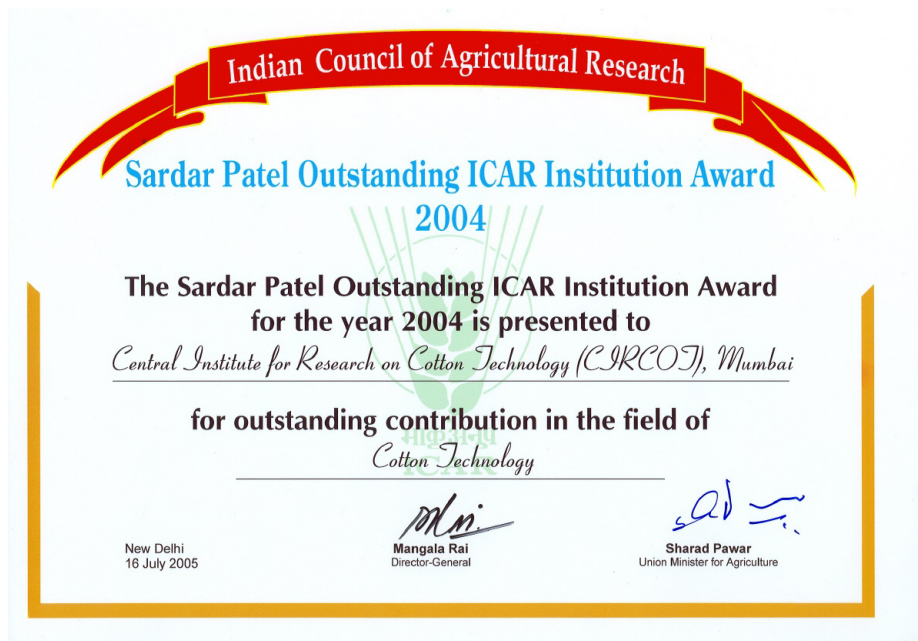 Indian Council of Agricultural Research
Sardar Patel Outstanding ICAR Institution Award
2004
The Sardar Patel Outstanding ICAR Institution Award
for the year 2004 is presented to
Central Institute for Research on Cotton Technology (CIRCOT), Mumbai
for outstanding contribution in the field of
भाकृअनुप
Cotton Technology
ICAR
New Delhi
16 July 2005
Mangala Rai
Director-General
Sharad Pawar
Union Minister for Agriculture